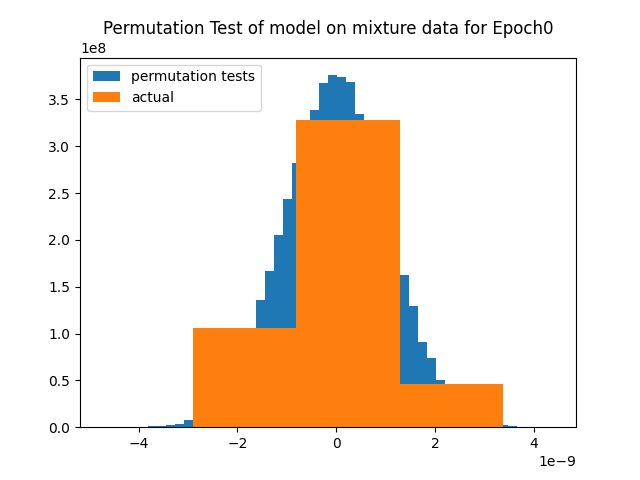 Permutation Test of model on mixture data for Epoch0
1e8
permutation tests
actual
3.5
3.0
2.5
2.0
1.5
1.0
0.5
0.0
−4
−2
0
2
4
1e−9